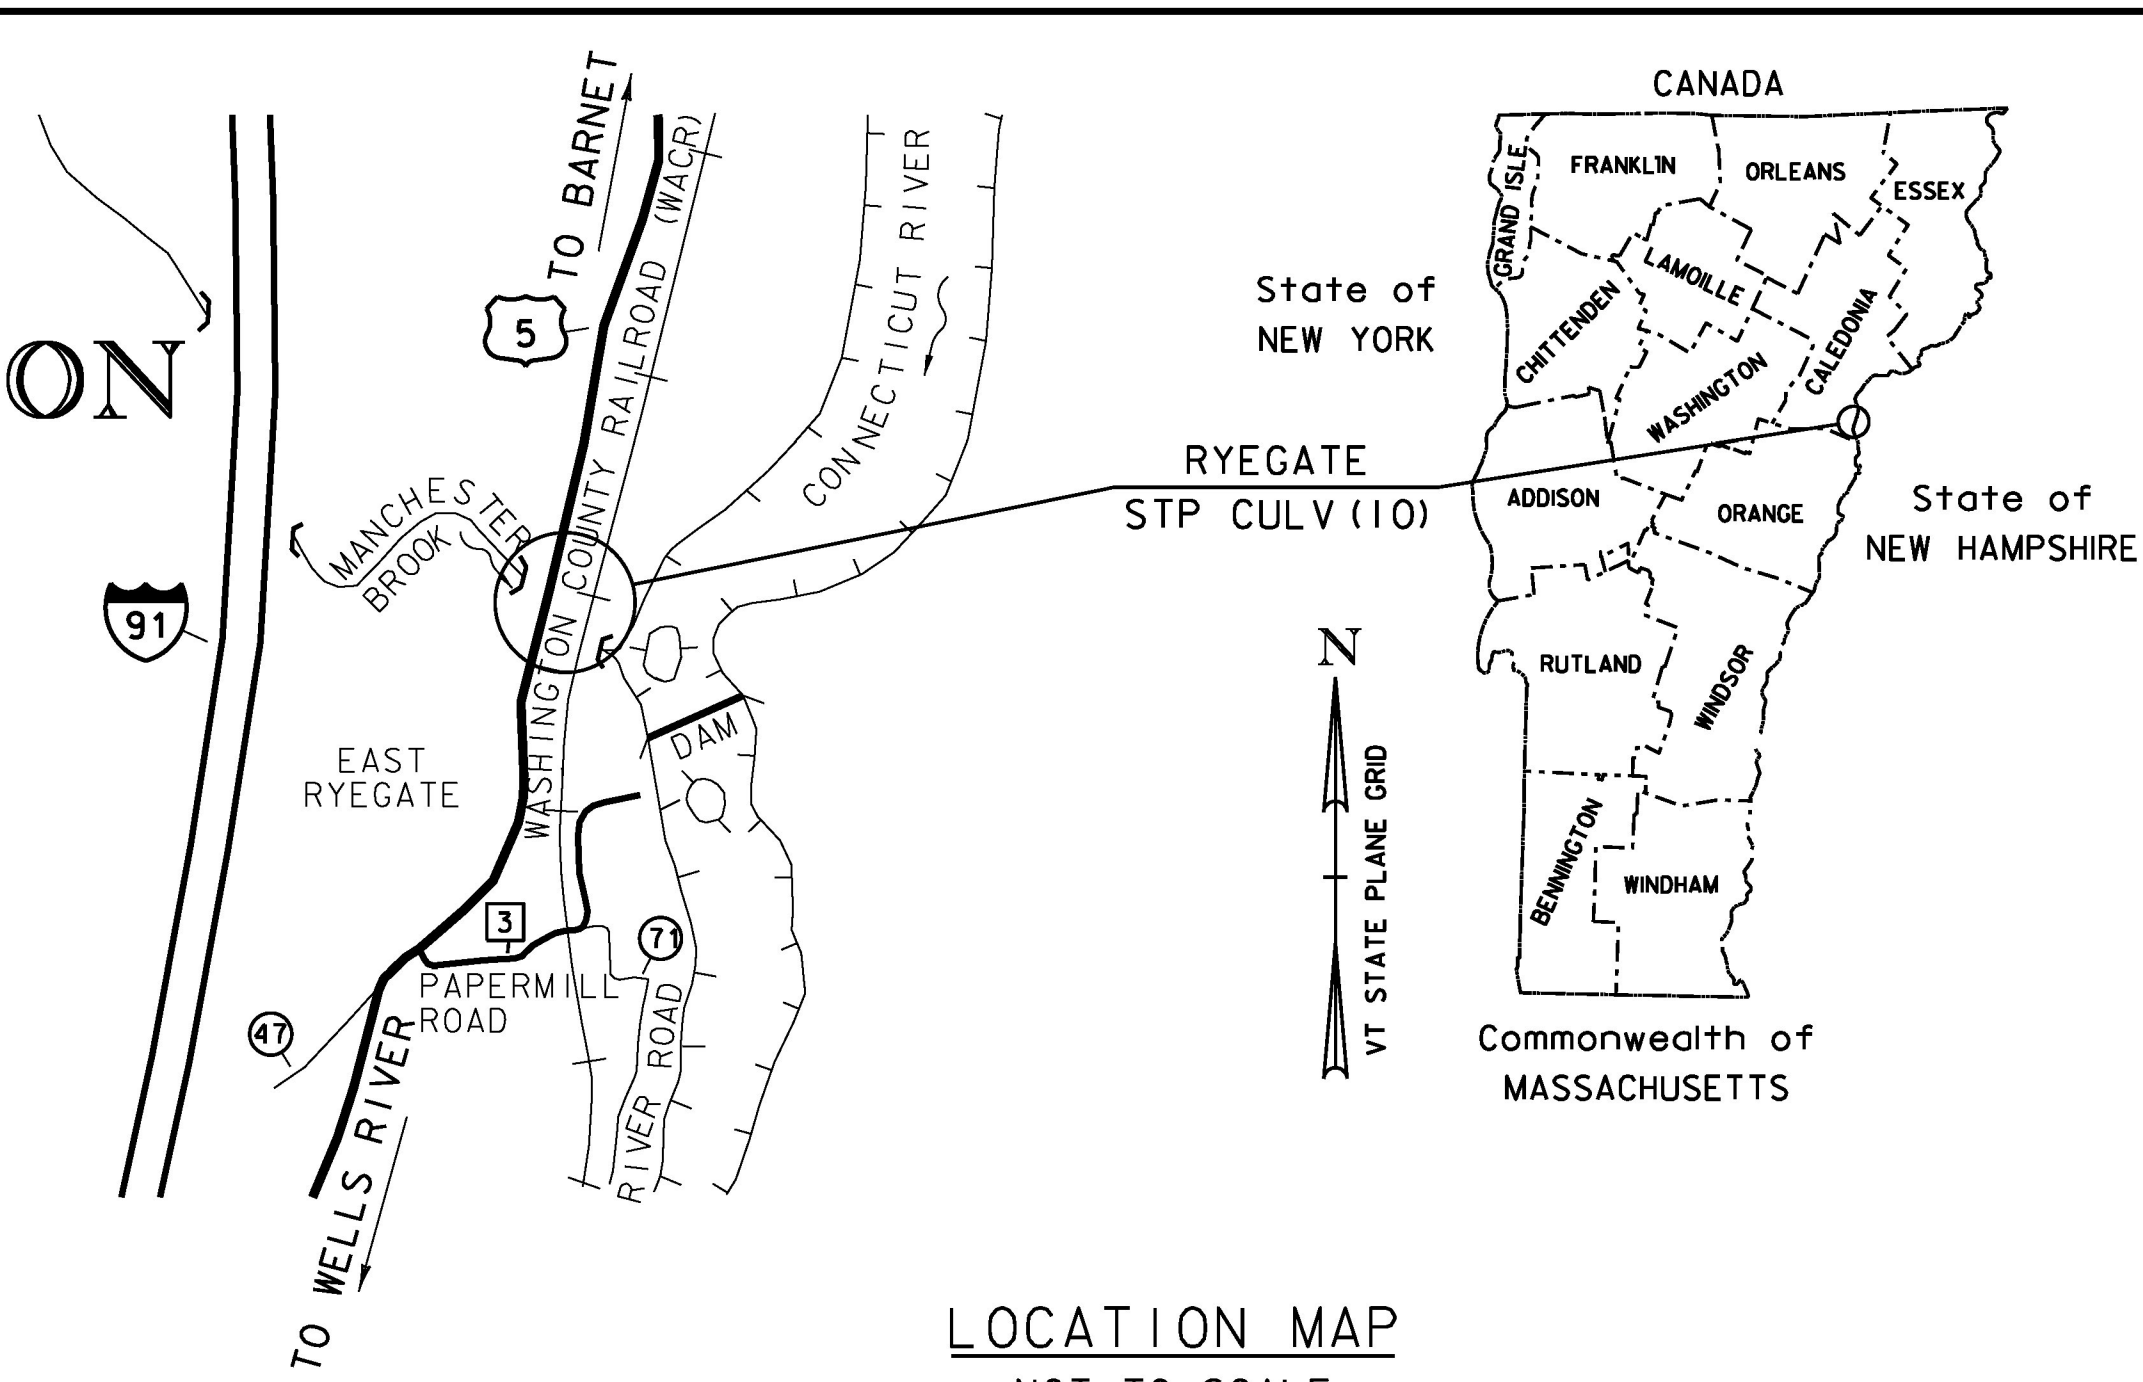 ON
TO BARNET
5
WASHINGTON COUNTY RAILROAD (WACR)
CONNECTICUT RIVER
MANCHESTER
BROOK
91
EAST
RYEGATE
DAM
3
71
PAPERMILL
ROAD
47
RIVER ROAD
TO WELLS RIVER
RYEGATE
STP CULV(10)
CANADA
GRAND ISLE
FRANKLIN
ORLEANS
ESSEX
LAMOILLE
CHITTENDEN
CALEDONIA
WASHINGTON
ADDISON
ORANGE
RUTLAND
WINDSOR
BENNINGTON
WINDHAM
State of
NEW YORK
State of
NEW HAMPSHIRE
Commonwealth of
MASSACHUSETTS
N
VT STATE PLANE GRID
LOCATION MAP
NOT TO SCALE